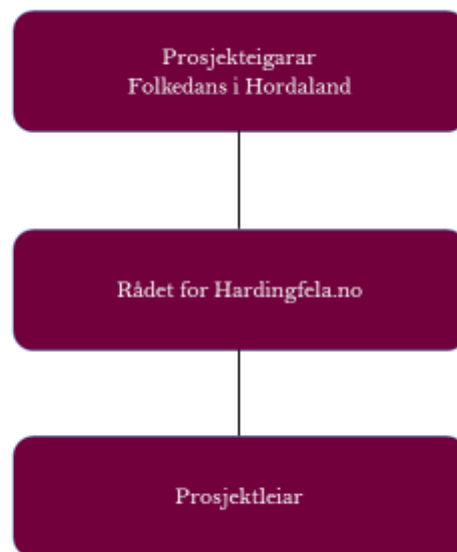 Prosjekteigarar
Folkedans i Hordaland
Rådet for Hardingfela.no
Prosjektleiar